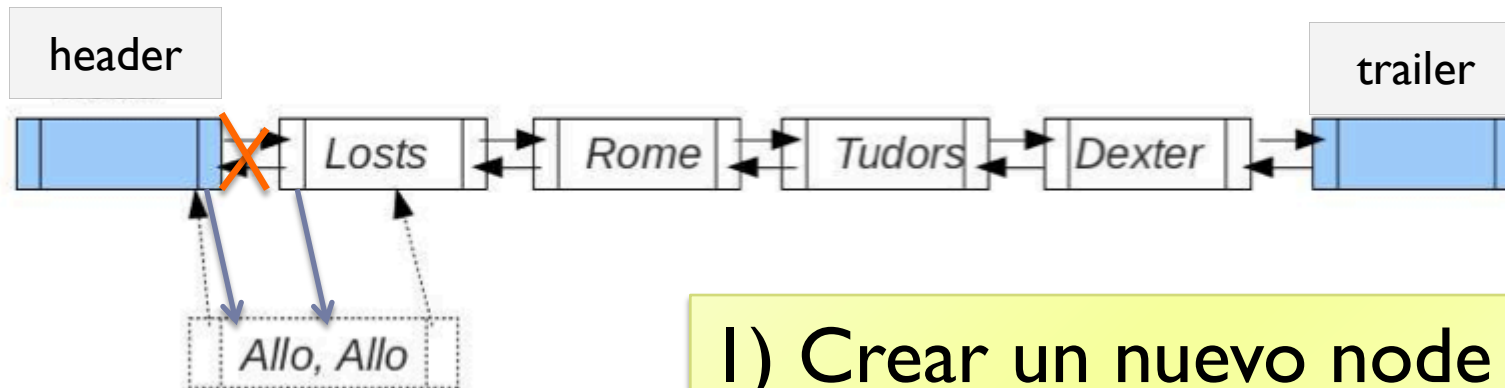 header
trailer
Losts
Rome
Tudors
Dexter
Allo, Allo
1) Crear un nuevo node